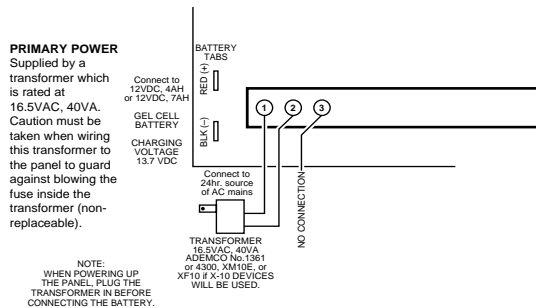 PRIMARY POWER
Supplied by a
transformer which
is rated at
16.5VAC, 40VA.
Caution must be
taken when wiring
this transformer to
the panel to guard
against blowing the
fuse inside the
transformer (non-
replaceable).
BATTERY
TABS
RED (+)
Connect to
12VDC, 4AH
or 12VDC, 7AH
GEL CELL
BATTERY
CHARGING
VOLTAGE
13.7 VDC
BLK (–)
1 2 3
Connect to
24hr. source
of AC mains
NO CONNECTION
TRANSFORMER
16.5VAC, 40VA
ADEMCO No.1361
or 4300, XM10E, or
XF10 if X-10 DEVICES
WILL BE USED.
NOTE:
WHEN POWERING UP
THE PANEL, PLUG THE
TRANSFORMER IN BEFORE
CONNECTING THE BATTERY.